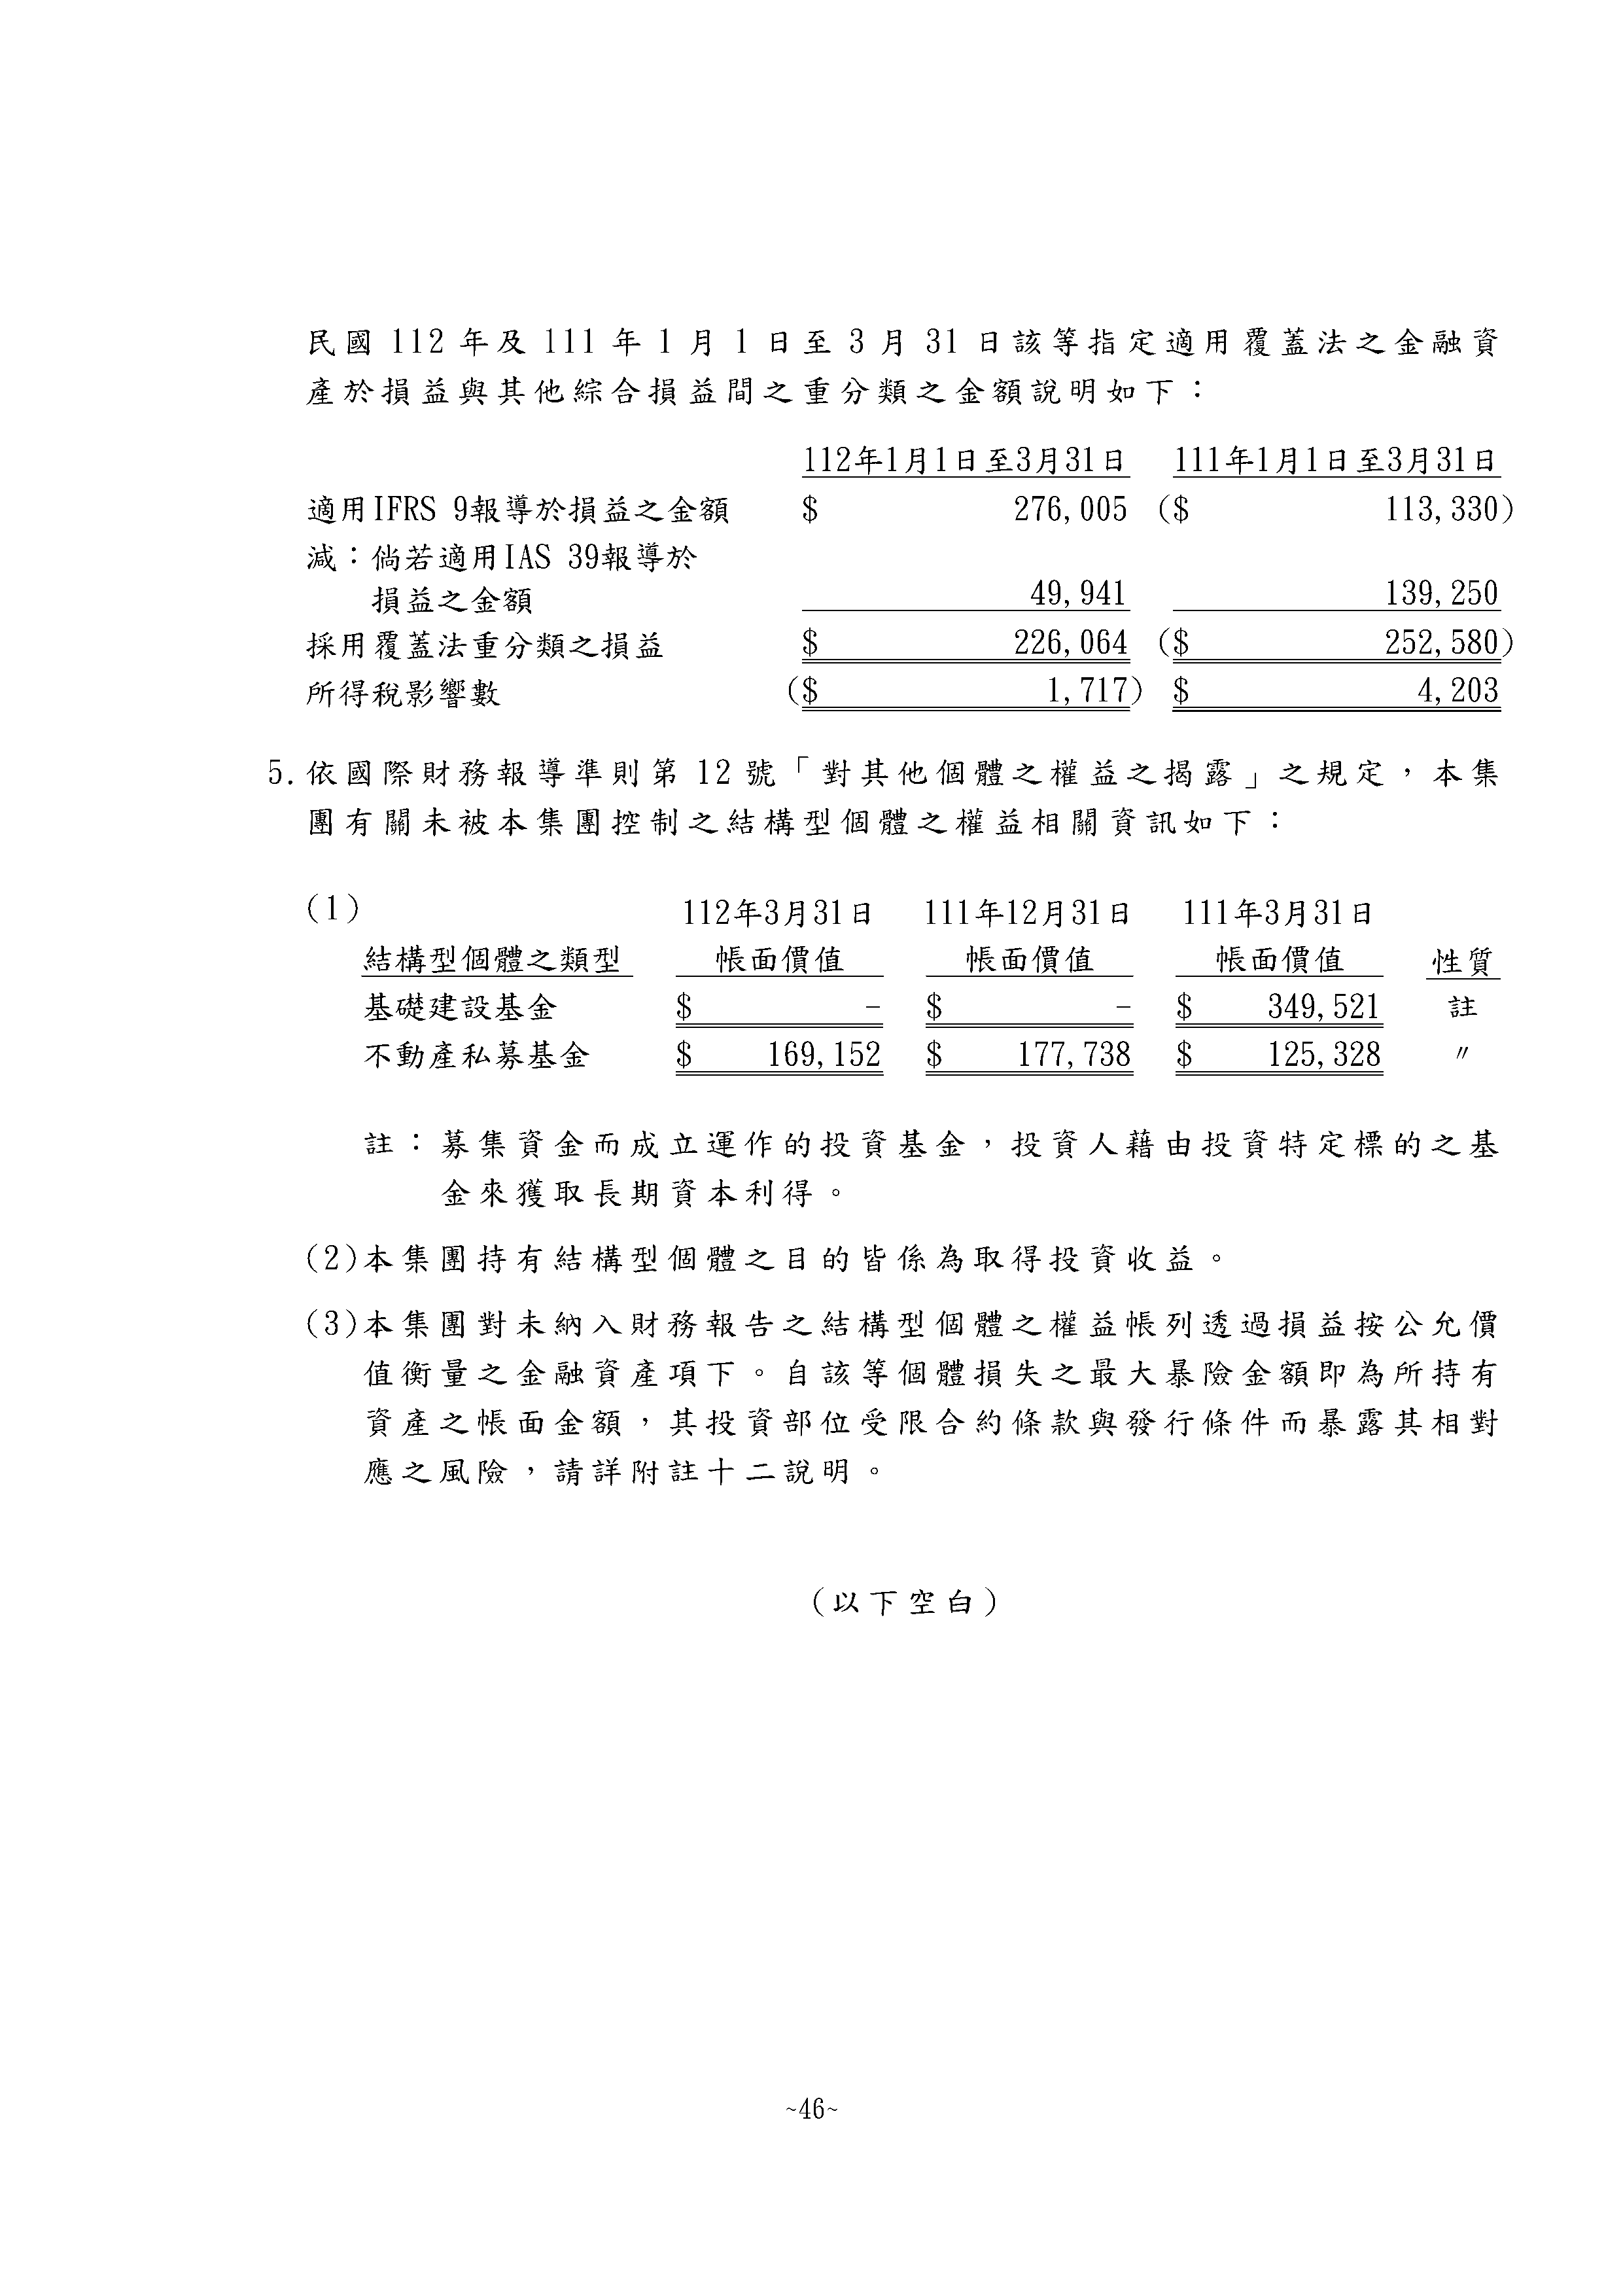 民國 112 年及 111 年 1 月 1 日至 3 月 31 日該等指定適用覆蓋法之金融資
產於損益與其他綜合損益間之重分類之金額說明如下：
112年1月1日至3月31日 111年1月1日至3月31日
適用IFRS 9報導於損益之金額 $ 276,005 ($ 113,330)
減：倘若適用IAS 39報導於
損益之金額 49,941 139,250
採用覆蓋法重分類之損益 $ 226,064 ($ 252,580)
所得稅影響數 ($ 1,717) $ 4,203
5.依國際財務報導準則第 12 號「對其他個體之權益之揭露」之規定，本集
團有關未被本集團控制之結構型個體之權益相關資訊如下：
(1) 112年3月31日 111年12月31日 111年3月31日
結構型個體之類型 帳面價值 帳面價值 帳面價值 性質
基礎建設基金 $ - $ - $ 349,521 註
不動產私募基金 $ 169,152 $ 177,738 $ 125,328 〃
註：募集資金而成立運作的投資基金，投資人藉由投資特定標的之基
金來獲取長期資本利得。
(2)本集團持有結構型個體之目的皆係為取得投資收益。
(3)本集團對未納入財務報告之結構型個體之權益帳列透過損益按公允價
值衡量之金融資產項下。自該等個體損失之最大暴險金額即為所持有
資產之帳面金額，其投資部位受限合約條款與發行條件而暴露其相對
應之風險，請詳附註十二說明。
(以下空白)
~46~